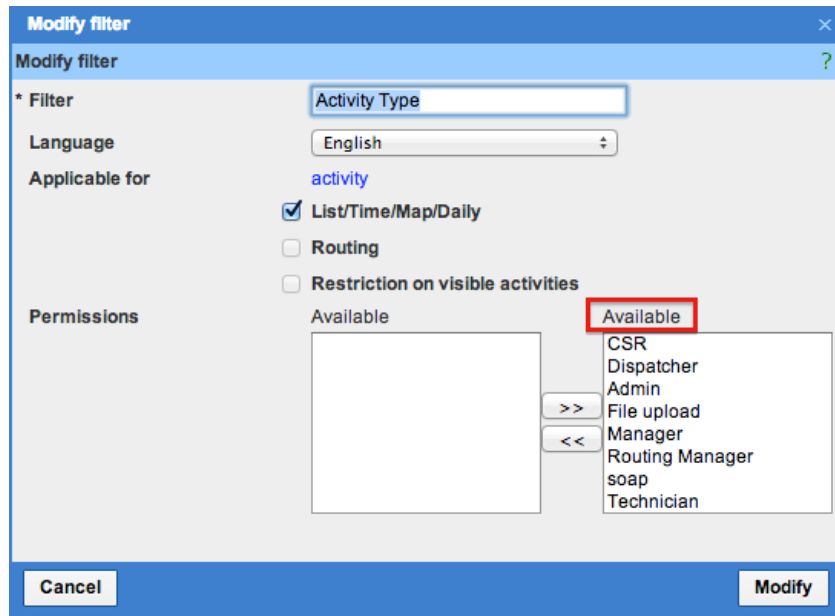 Modify filter ×
Modify filter ?
* Filter Activity Type
Language English
Applicable for activity
List/Time/Map/Daily
Routing
Restriction on visible activities
Permissions Available Available
CSR
Dispatcher
Admin
>> File upload
<< Manager
Routing Manager
soap
Technician
Cancel Modify